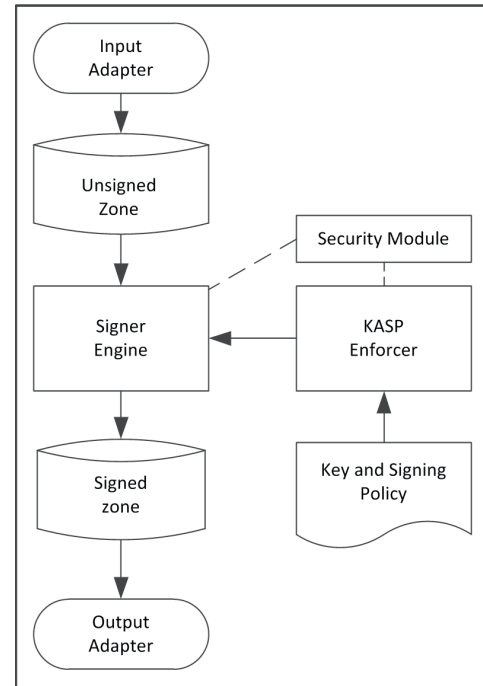 Input
Adapter
Unsigned
Zone
Security Module
Signer
Engine
KASP
Enforcer
Signed
zone
Key and Signing
Policy
Output
Adapter